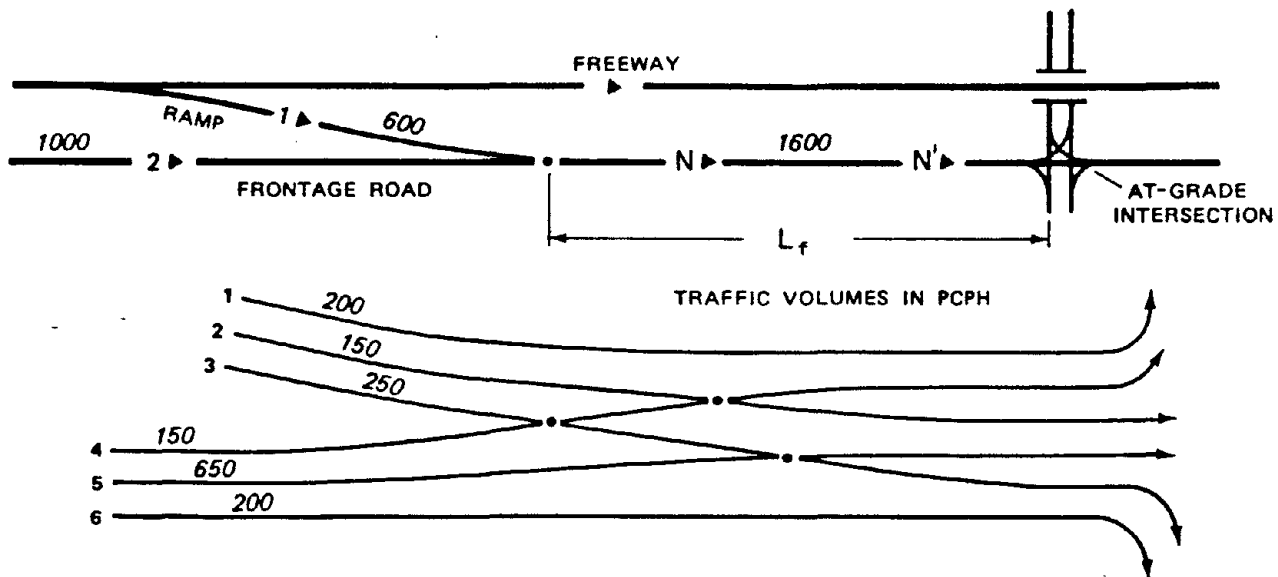 FREEWAY
RAMP 1 600
1000 2 N 1600 N'
FRONTAGE ROAD
AT-GRADE
INTERSECTION
L_f
TRAFFIC VOLUMES IN PCPH
1 200
2 150
3 250
4 150
5 650
6 200